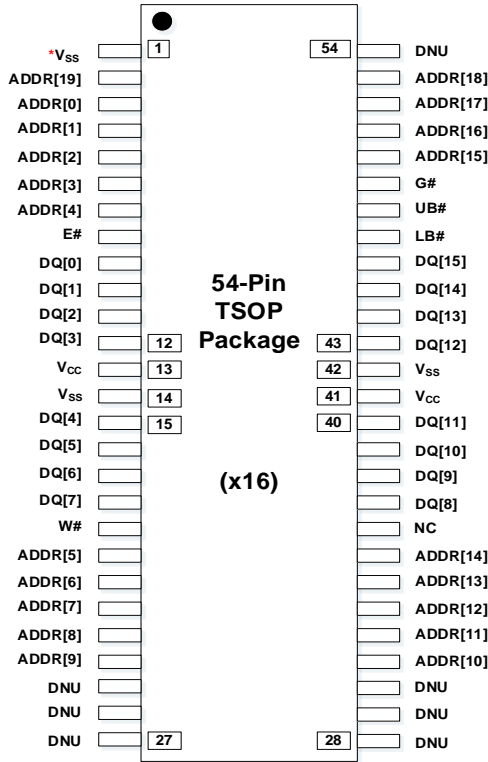 *VSS 1 54 DNU
ADDR[19] ADDR[18]
ADDR[0] ADDR[17]
ADDR[1] ADDR[16]
ADDR[2] ADDR[15]
ADDR[3] G#
ADDR[4] UB#
E# LB#
DQ[0] DQ[15]
DQ[1] 54-Pin DQ[14]
DQ[2] TSOP DQ[13]
DQ[3] 12 Package 43 DQ[12]
VCC 13 42 VSS
VSS 14 41 VCC
DQ[4] 15 40 DQ[11]
DQ[5] DQ[10]
DQ[6] (x16) DQ[9]
DQ[7] DQ[8]
W# NC
ADDR[5] ADDR[14]
ADDR[6] ADDR[13]
ADDR[7] ADDR[12]
ADDR[8] ADDR[11]
ADDR[9] ADDR[10]
DNU DNU
DNU DNU
DNU 27 28 DNU